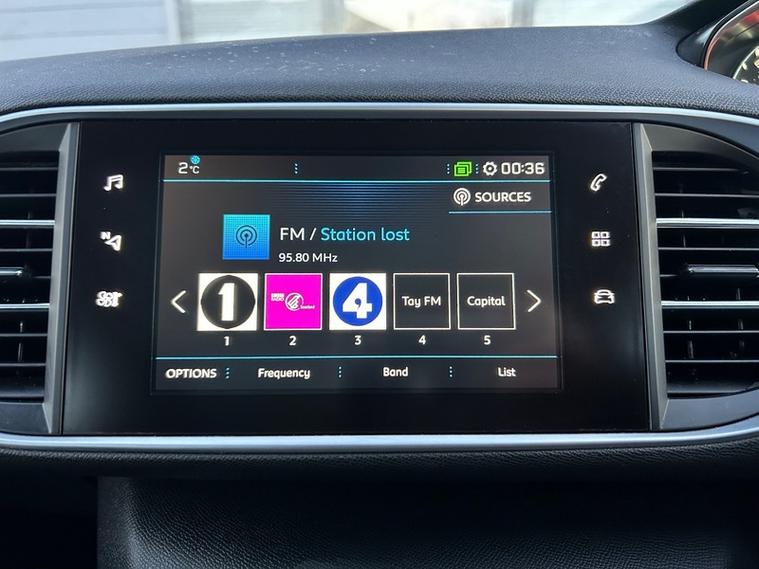 2°C
00:36
SOURCES
FM / Station lost
95.80 MHz
1
4
Tay FM
Capital
1
2
3
4
5
OPTIONS
Frequency
Band
List
N